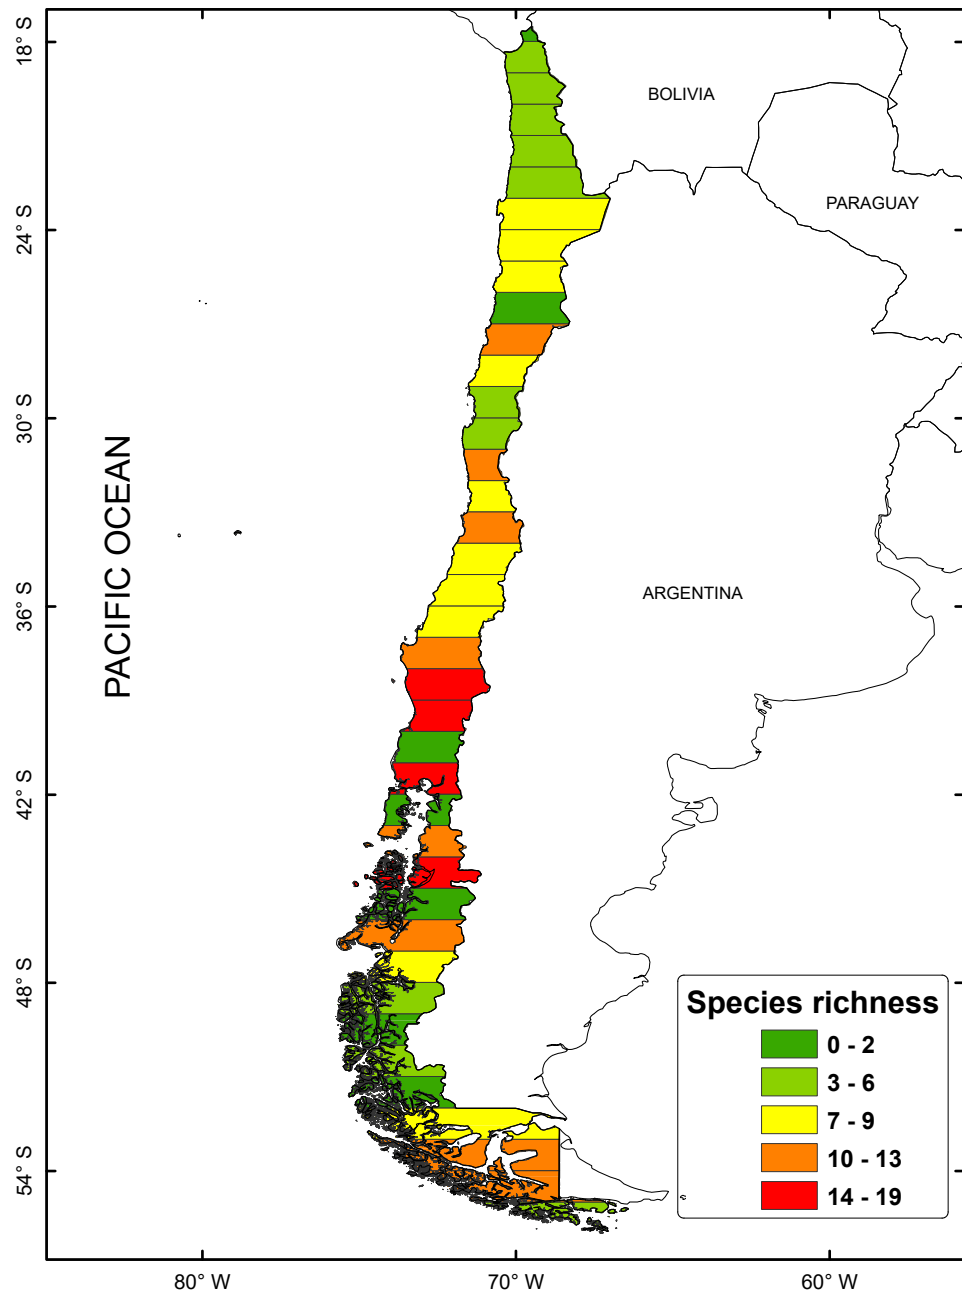 18° S
24° S
30° S
36° S
42° S
48° S
54° S
BOLIVIA
PARAGUAY
PACIFIC OCEAN
ARGENTINA
Species richness
0 - 2
3 - 6
7 - 9
10 - 13
14 - 19
80° W
70° W
60° W